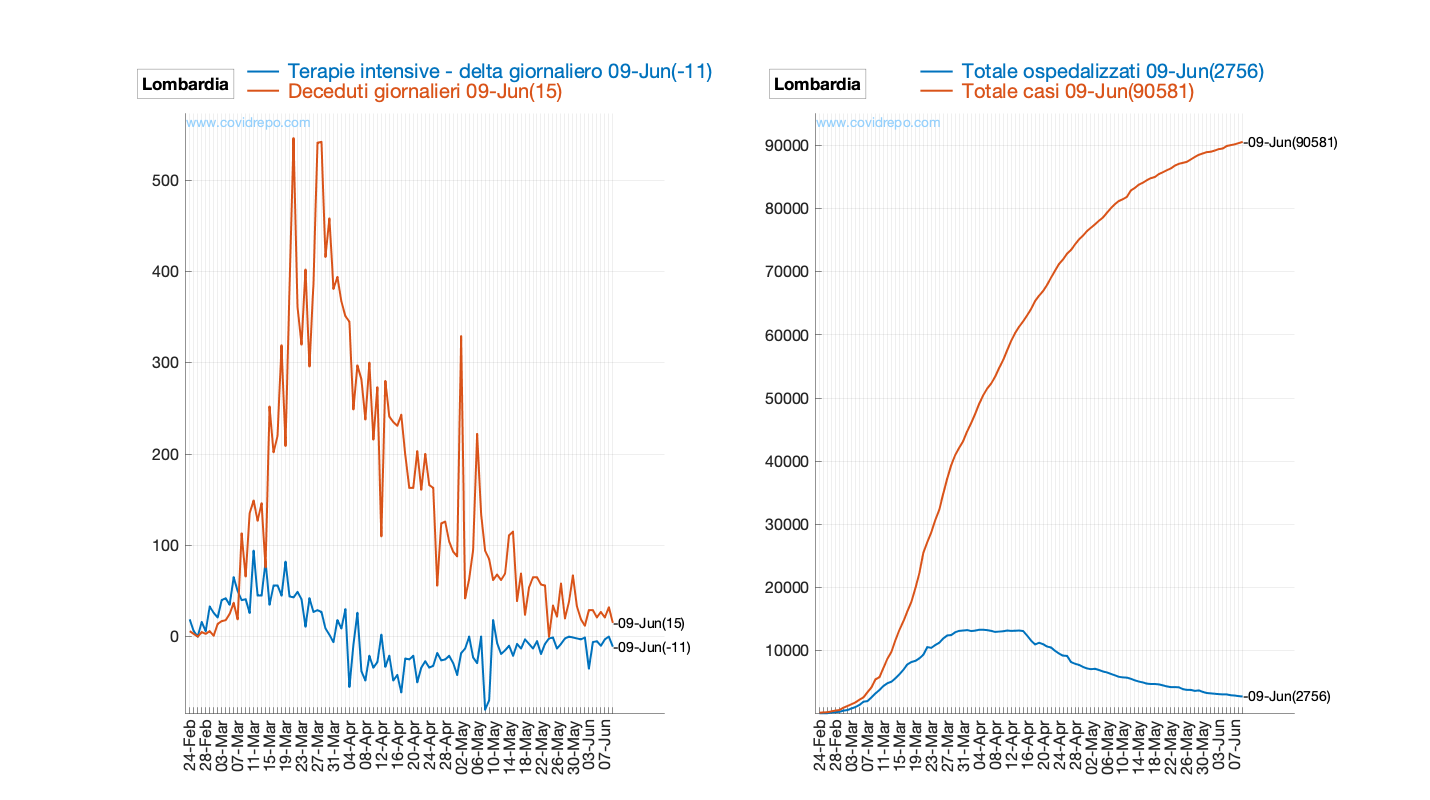 Lombardia
Terapie intensive - delta giornaliero 09-Jun(-11)
Deceduti giornalieri 09-Jun(15)
www.covidrepo.com
500
400
300
200
100
0
-09-Jun(15)
-09-Jun(-11)
24-Feb
28-Feb
03-Mar
07-Mar
11-Mar
15-Mar
19-Mar
23-Mar
27-Mar
31-Mar
04-Apr
08-Apr
12-Apr
16-Apr
20-Apr
24-Apr
28-Apr
02-May
06-May
10-May
14-May
18-May
22-May
26-May
30-May
03-Jun
07-Jun
Lombardia
Totale ospedalizzati 09-Jun(2756)
Totale casi 09-Jun(90581)
www.covidrepo.com
90000
80000
70000
60000
50000
40000
30000
20000
10000
-09-Jun(90581)
-09-Jun(2756)
24-Feb
28-Feb
03-Mar
07-Mar
11-Mar
15-Mar
19-Mar
23-Mar
27-Mar
31-Mar
04-Apr
08-Apr
12-Apr
16-Apr
20-Apr
24-Apr
28-Apr
02-May
06-May
10-May
14-May
18-May
22-May
26-May
30-May
03-Jun
07-Jun